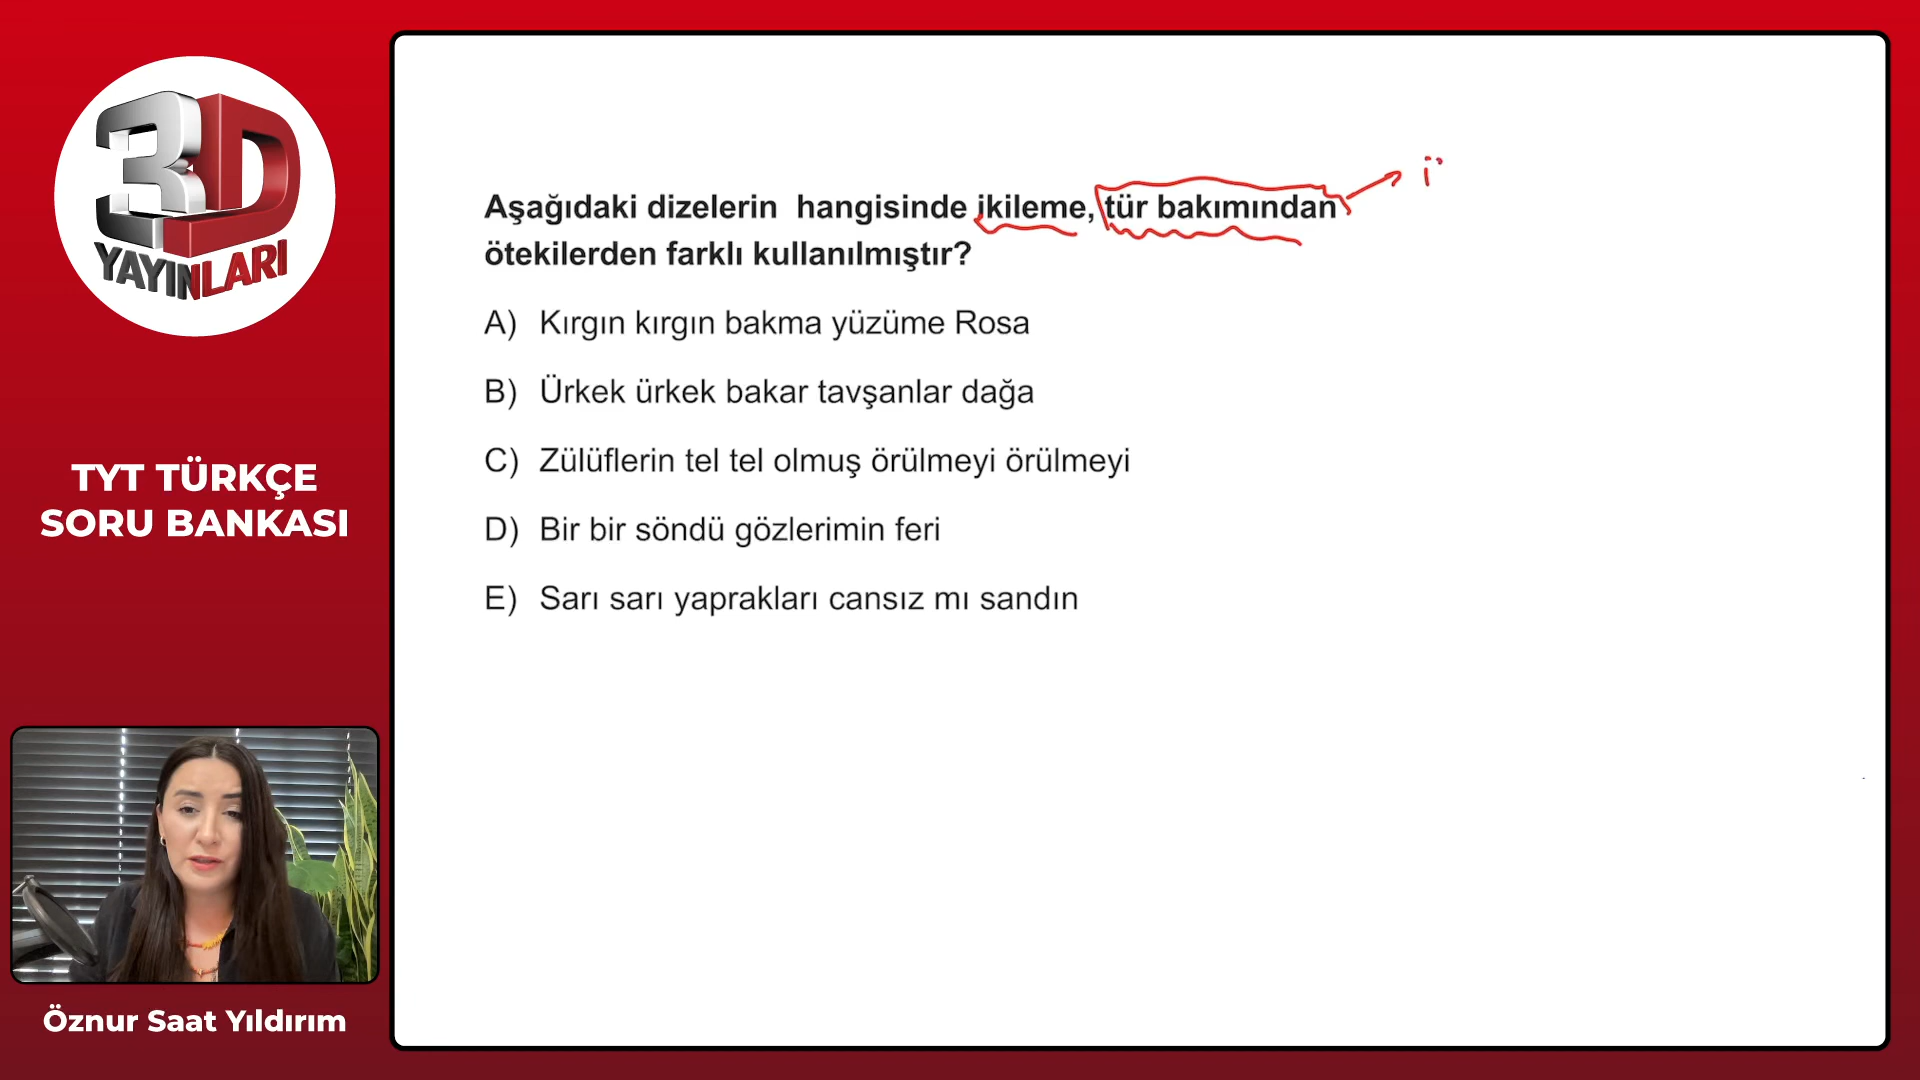 3D
YAYINLARI
TYT TÜRKÇE
SORU BANKASI
Öznur Saat Yıldırım
Aşağıdaki dizelerin hangisinde ikileme, tür bakımından
ötekilerden farklı kullanılmıştır?
A) Kırgın kırgın bakma yüzüme Rosa
B) Ürkek ürkek bakar tavşanlar dağa
C) Zülüflerin tel tel olmuş örülmeyi örülmeyi
D) Bir bir söndü gözlerimin feri
E) Sarı sarı yaprakları cansız mı sandın